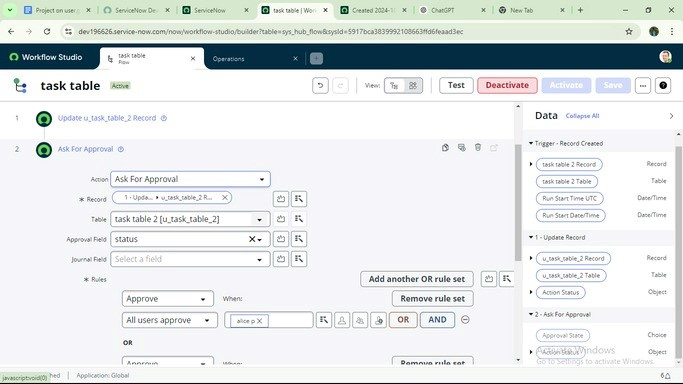 Project on user
ServiceNow Dev
ServiceNow
task table | Work
Created 2024-10
ChatGPT
New Tab
dev196626.service-now.com/now/workflow-studio/builder?table=sys_hub_flow&sysId=5917bca3839992108663ffd6feaad3ec
Workflow Studio
task table
Flow
Operations
task table
Active
View:
Test
Deactivate
Activate
Save
1
Update u_task_table_2 Record
2
Ask For Approval
Action
Ask For Approval
* Record
1 - Upda... ▸ u_task_table_2 R...
Table
task table 2 [u_task_table_2]
Approval Field
status
Journal Field
Select a field
* Rules
Add another OR rule set
Approve
When:
Remove rule set
All users approve
alice p
OR
AND
OR
Approve
When:
Remove rule set
Data
Collapse All
Trigger - Record Created
task table 2 Record
Record
task table 2 Table
Table
Run Start Time UTC
Date/Time
Run Start Date/Time
Date/Time
1 - Update Record
u_task_table_2 Record
Record
u_task_table_2 Table
Table
Action Status
Object
2 - Ask For Approval
Approval State
Choice
Action Status
Object
Activate Windows
Go to Settings to activate Windows.
javascript:void(0)
Application: Global
6